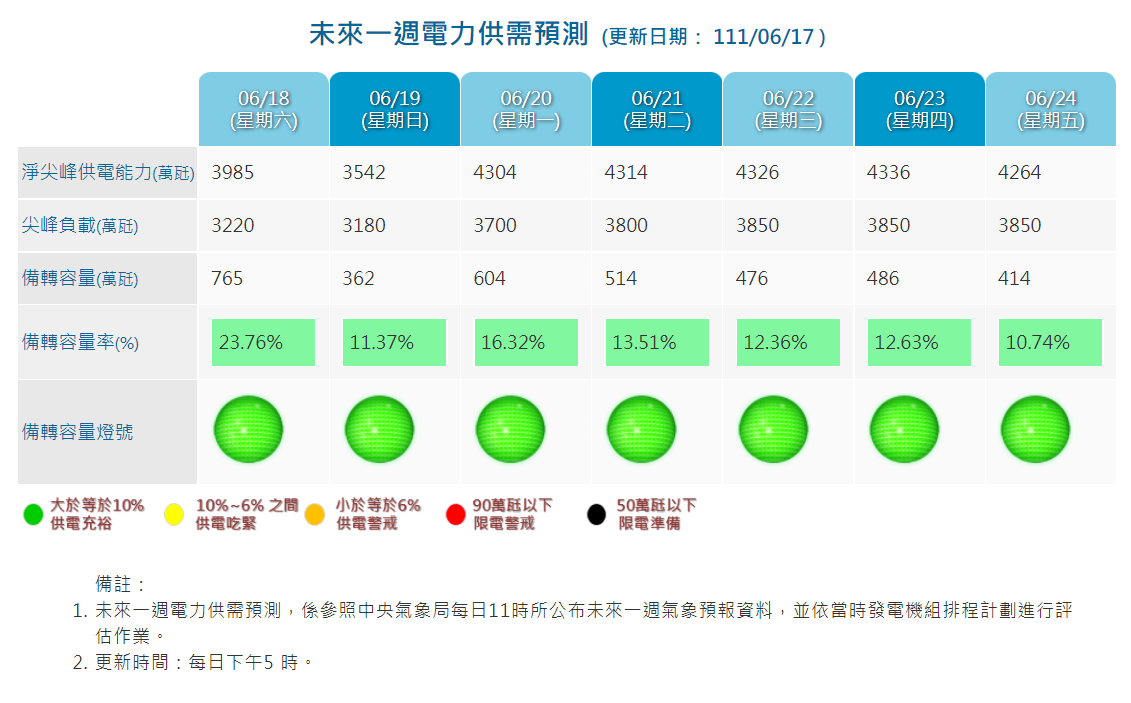 未來一週電力供需預測 (更新日期： 111/06/17 )
06/18 06/19 06/20 06/21 06/22 06/23 06/24
(星期六) (星期日) (星期一) (星期二) (星期三) (星期四) (星期五)
淨尖峰供電能力(萬瓩) 3985 3542 4304 4314 4326 4336 4264
尖峰負載(萬瓩) 3220 3180 3700 3800 3850 3850 3850
備轉容量(萬瓩) 765 362 604 514 476 486 414
備轉容量率(%) 23.76% 11.37% 16.32% 13.51% 12.36% 12.63% 10.74%
備轉容量燈號
大於等於10% 10%~6% 之間 小於等於6% 90萬瓩以下 50萬瓩以下
供電充裕 供電吃緊 供電警戒 限電警戒 限電準備
備註：
1. 未來一週電力供需預測，係參照中央氣象局每日11時所公布未來一週氣象預報資料，並依當時發電機組排程計劃進行評
估作業。
2. 更新時間：每日下午5 時。